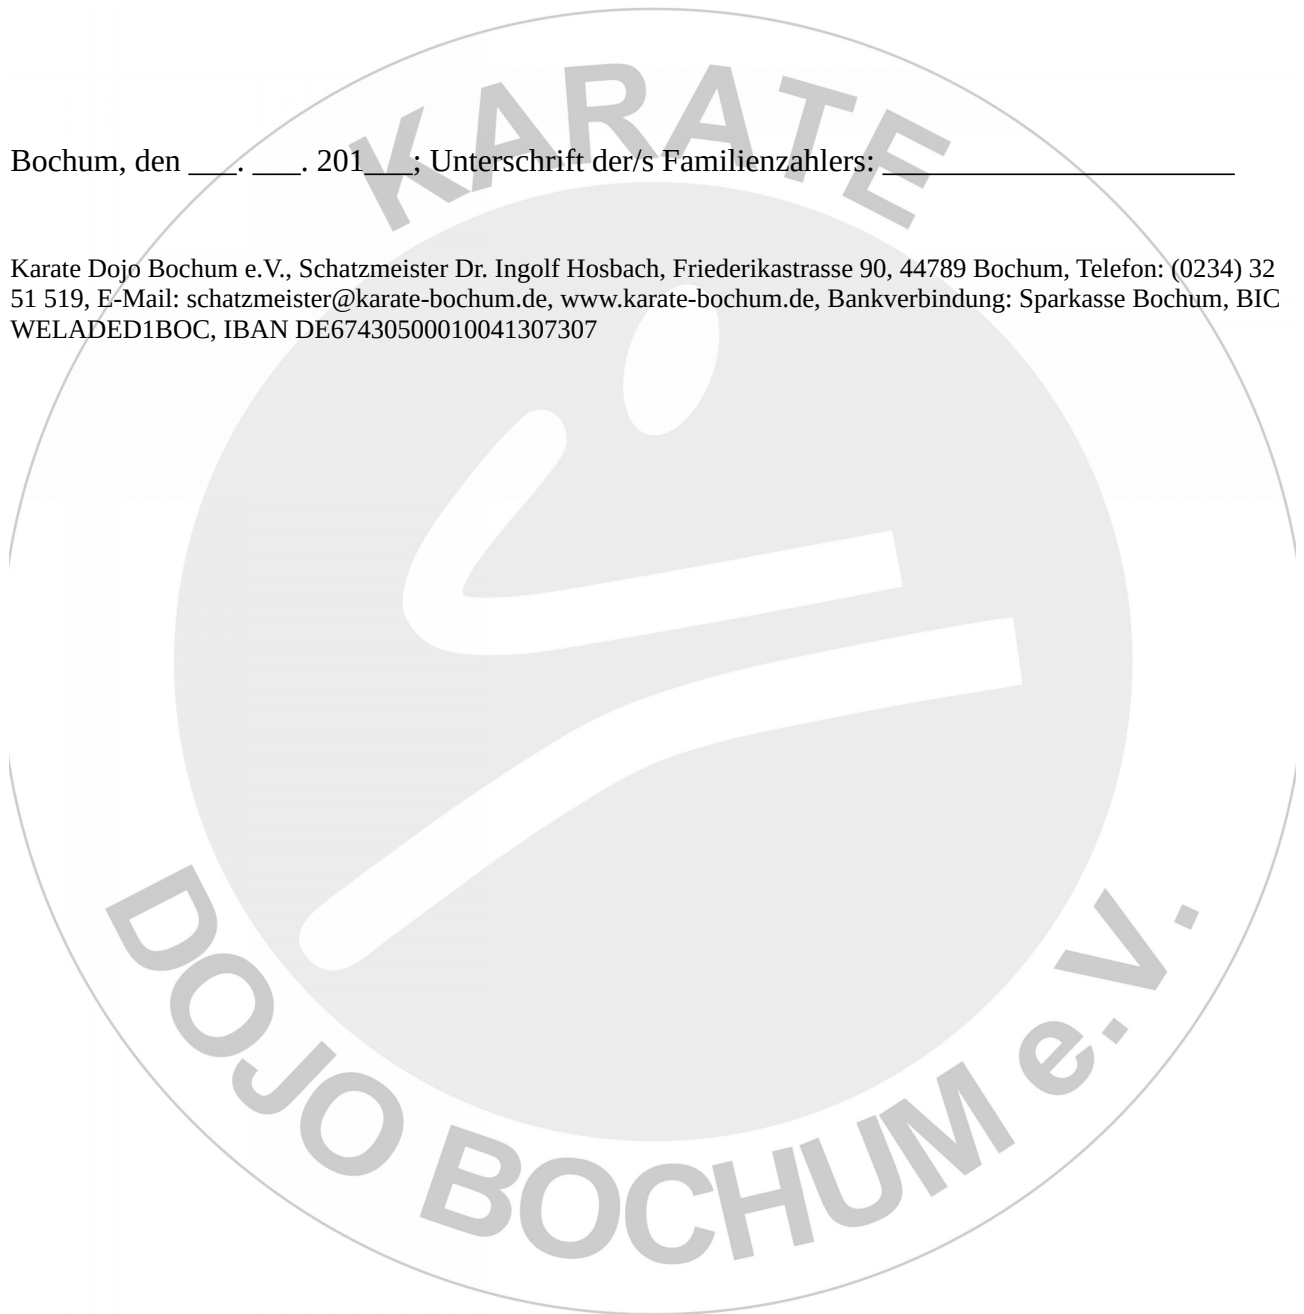 KARATE
Bochum, den ___. ___. 201___; Unterschrift der/s Familienzahlers: ______________________
Karate Dojo Bochum e.V., Schatzmeister Dr. Ingolf Hosbach, Friederikastrasse 90, 44789 Bochum, Telefon: (0234) 32
51 519, E-Mail: schatzmeister@karate-bochum.de, www.karate-bochum.de, Bankverbindung: Sparkasse Bochum, BIC
WELADED1BOC, IBAN DE67430500010041307307
DOJO BOCHUM e.V.